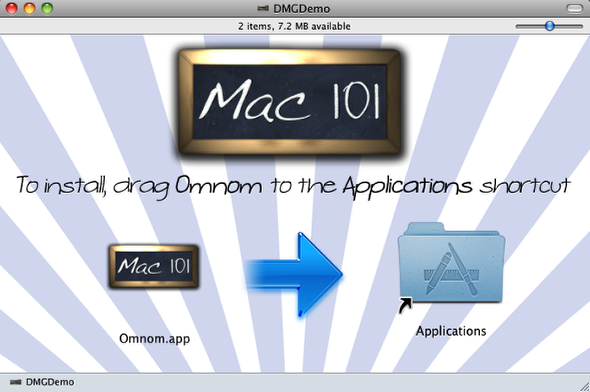 DMGDemo
2 items, 7.2 MB available
Mac 101
To install, drag Omnom to the Applications shortcut
Mac 101
Omnom.app
Applications
DMGDemo